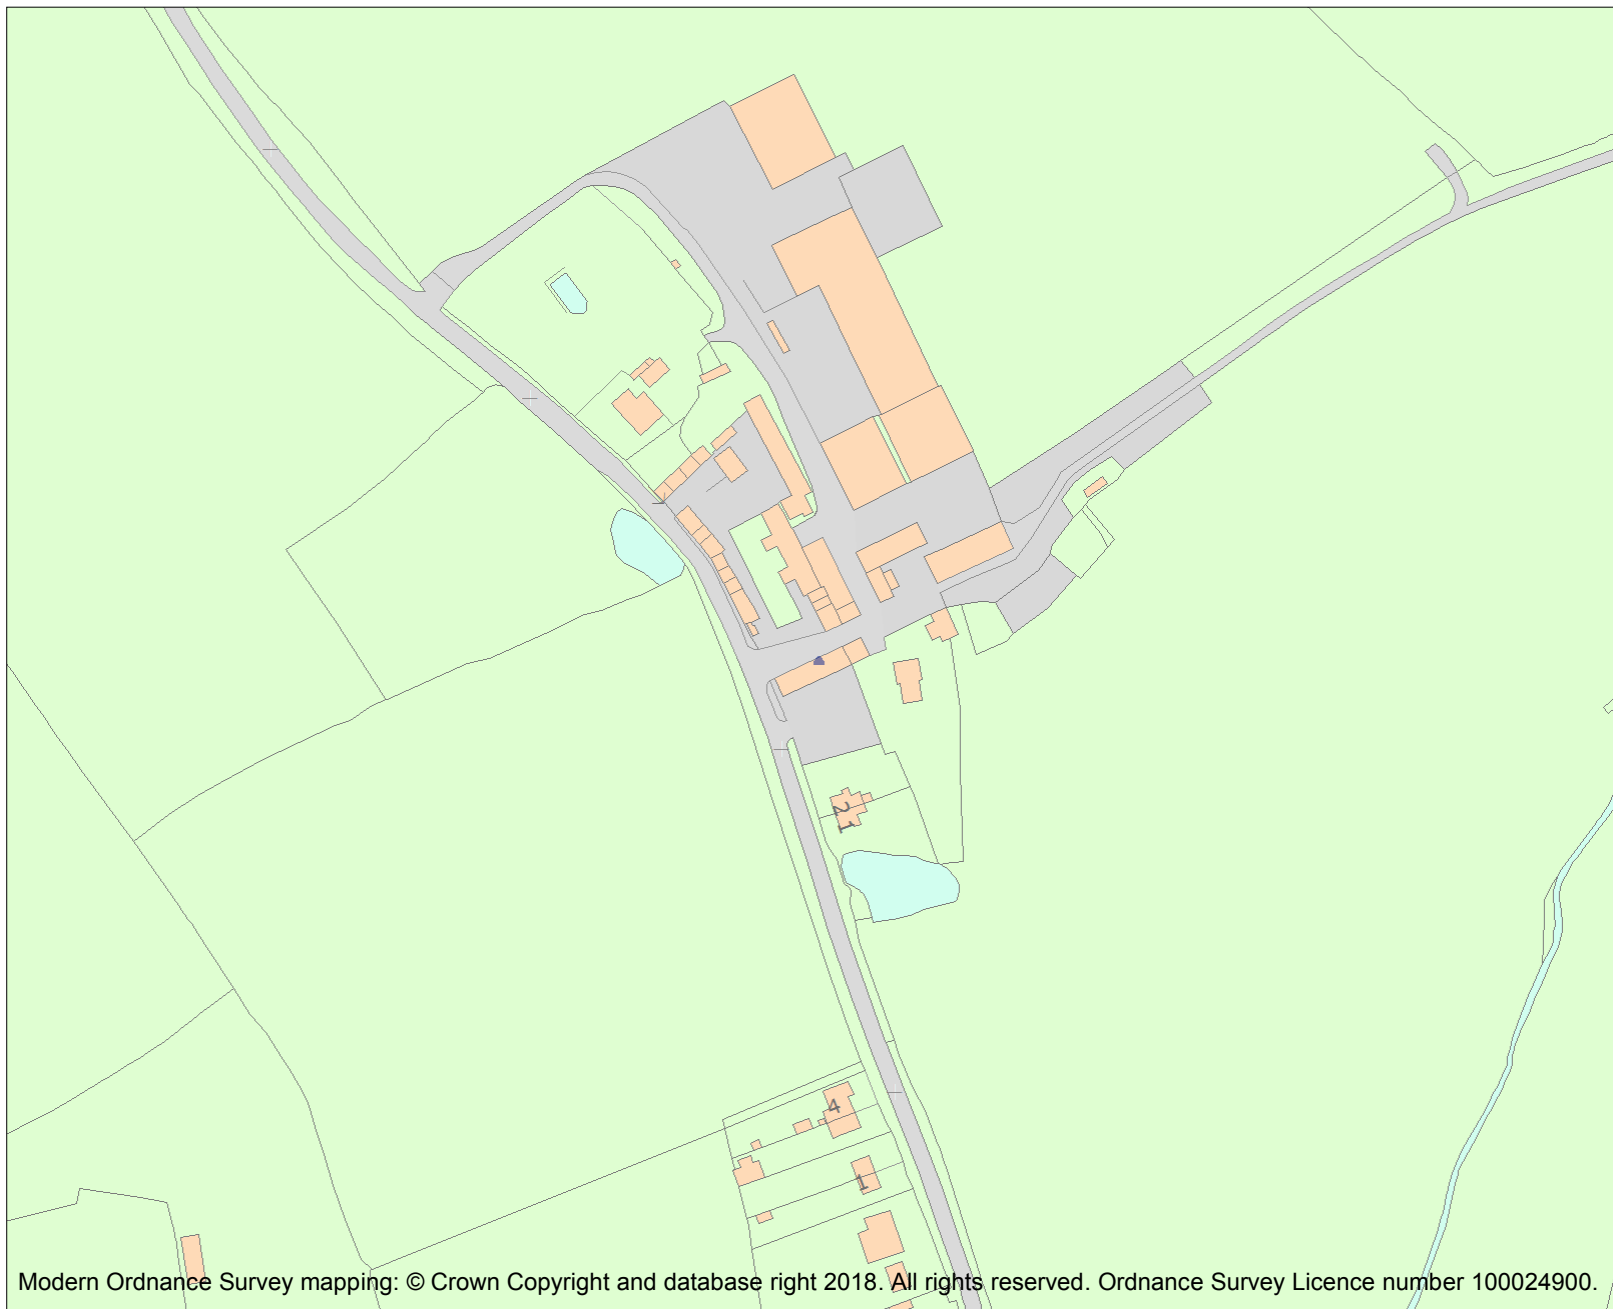 21
4
1
Modern Ordnance Survey mapping: © Crown Copyright and database right 2018. All rights reserved. Ordnance Survey Licence number 100024900.